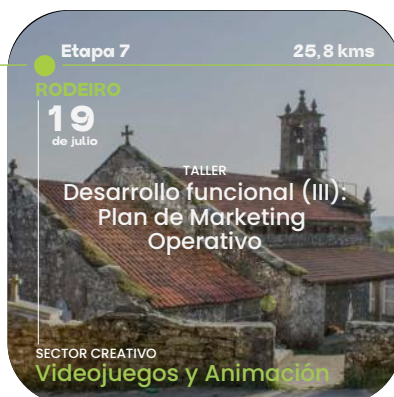 Etapa 7 25,8 kms
RODEIRO
19
de julio
TALLER
Desarrollo funcional (III):
Plan de Marketing
Operativo
SECTOR CREATIVO
Videojuegos y Animación